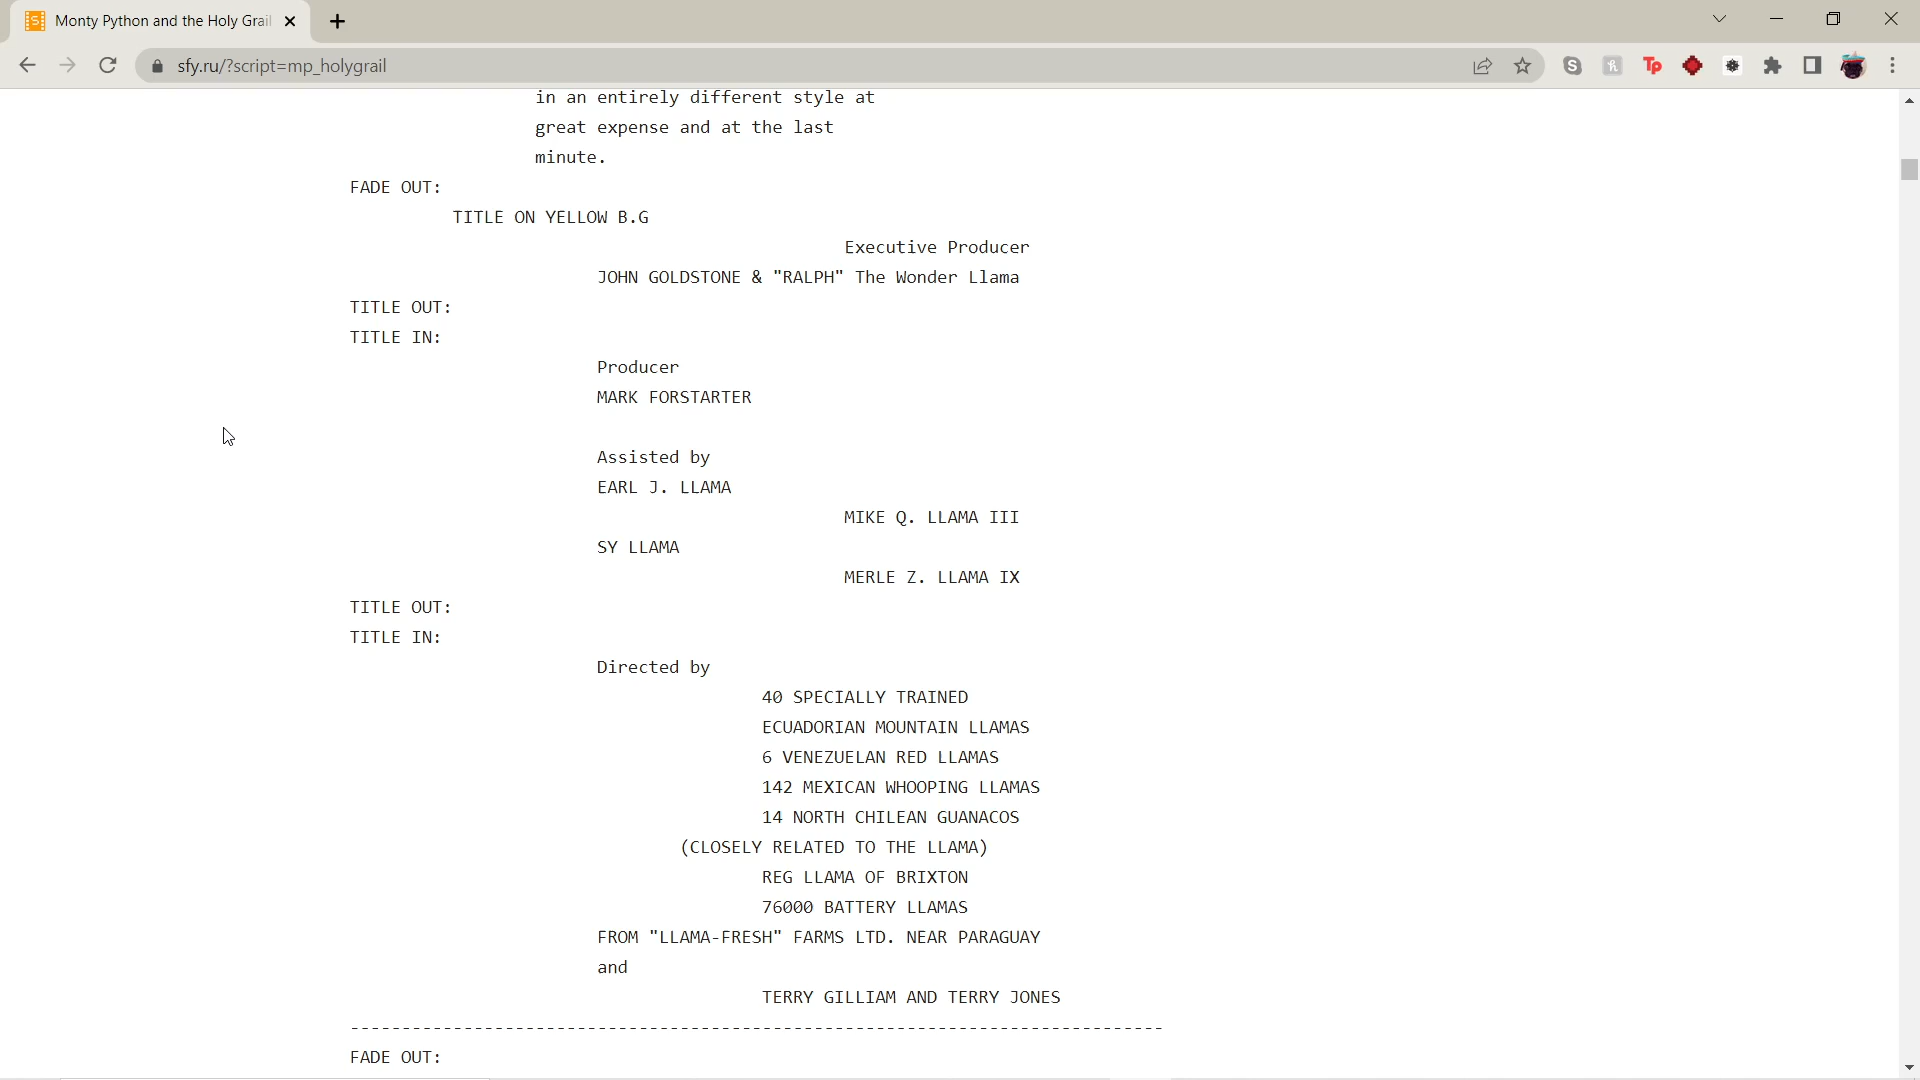 Monty Python and the Holy Grail
sfy.ru/?script=mp_holygrail
in an entirely different style at
great expense and at the last
minute.
FADE OUT:
TITLE ON YELLOW B.G
Executive Producer
JOHN GOLDSTONE & "RALPH" The Wonder Llama
TITLE OUT:
TITLE IN:
Producer
MARK FORSTARTER
Assisted by
EARL J. LLAMA
MIKE Q. LLAMA III
SY LLAMA
MERLE Z. LLAMA IX
TITLE OUT:
TITLE IN:
Directed by
40 SPECIALLY TRAINED
ECUADORIAN MOUNTAIN LLAMAS
6 VENEZUELAN RED LLAMAS
142 MEXICAN WHOOPING LLAMAS
14 NORTH CHILEAN GUANACOS
(CLOSELY RELATED TO THE LLAMA)
REG LLAMA OF BRIXTON
76000 BATTERY LLAMAS
FROM "LLAMA-FRESH" FARMS LTD. NEAR PARAGUAY
and
TERRY GILLIAM AND TERRY JONES
-------------------------------------------------------------------------------
FADE OUT: